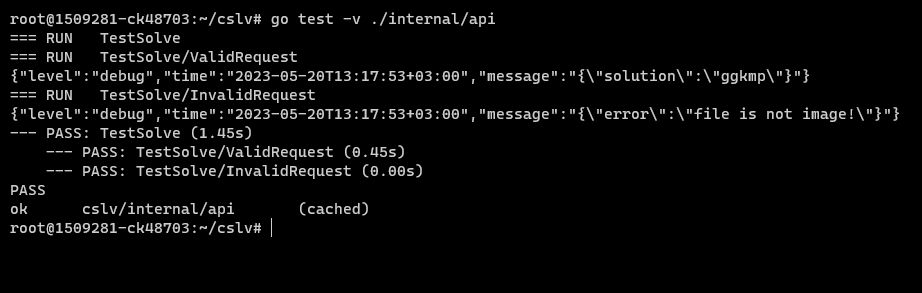 root@1509281-ck48703:~/cslv# go test -v ./internal/api
=== RUN   TestSolve
=== RUN   TestSolve/ValidRequest
{"level":"debug","time":"2023-05-20T13:17:53+03:00","message":"{\"solution\":\"ggkmp\"}"}
=== RUN   TestSolve/InvalidRequest
{"level":"debug","time":"2023-05-20T13:17:53+03:00","message":"{\"error\":\"file is not image!\"}"}
--- PASS: TestSolve (1.45s)
    --- PASS: TestSolve/ValidRequest (0.45s)
    --- PASS: TestSolve/InvalidRequest (0.00s)
PASS
ok      cslv/internal/api       (cached)
root@1509281-ck48703:~/cslv#